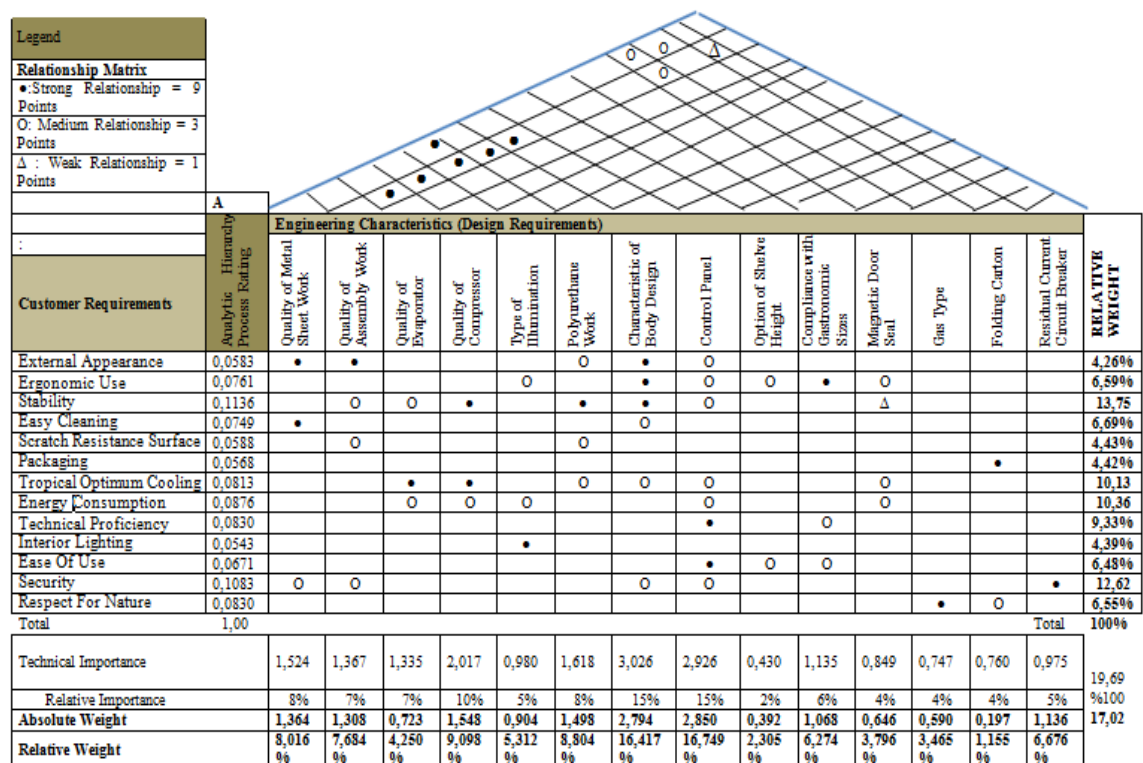 Legend
Relationship Matrix
●:Strong Relationship = 9
Points
O: Medium Relationship = 3
Points
Δ : Weak Relationship = 1
Points
O O Δ
O
● ●
● ●
●
●
●
A
Engineering Characteristics (Design Requirements)
:
Customer Requirements
Analytic Hierarchy
Process Rating
Quality of Metal
Sheet Work
Quality of
Assembly Work
Quality of
Evaporator
Quality of
Compressor
Type of
Illumination
Polyurethane
Work
Characteristic of
Body Design
Control Panel
Option of Shelve
Height
Compliance with
Gastronomic
Sizes
Magnetic Door
Seal
Gas Type
Folding Carton
Residual Current
Circuit Breaker
RELATIVE
WEIGHT
External Appearance 0,0583 ● ● O ● O 4,26%
Ergonomic Use 0,0761 O ● O O ● O 6,59%
Stability 0,1136 O O ● ● ● O Δ 13,75
Easy Cleaning 0,0749 ● O 6,69%
Scratch Resistance Surface 0,0588 O O 4,43%
Packaging 0,0568 ● 4,42%
Tropical Optimum Cooling 0,0813 ● ● O O O O 10,13
Energy Consumption 0,0876 O O O O O 10,36
Technical Proficiency 0,0830 ● O 9,33%
Interior Lighting 0,0543 ● 4,39%
Ease Of Use 0,0671 ● O O 6,48%
Security 0,1083 O O O O ● 12,62
Respect For Nature 0,0830 ● O 6,55%
Total 1,00 Total 100%
Technical Importance 1,524 1,367 1,335 2,017 0,980 1,618 3,026 2,926 0,430 1,135 0,849 0,747 0,760 0,975 19,69
Relative Importance 8% 7% 7% 10% 5% 8% 15% 15% 2% 6% 4% 4% 4% 5% %100
Absolute Weight 1,364 1,308 0,723 1,548 0,904 1,498 2,794 2,850 0,392 1,068 0,646 0,590 0,197 1,136 17,02
Relative Weight 8,016 % 7,684 % 4,250 % 9,098 % 5,312 % 8,804 % 16,417 % 16,749 % 2,305 % 6,274 % 3,796 % 3,465 % 1,155 % 6,676 %